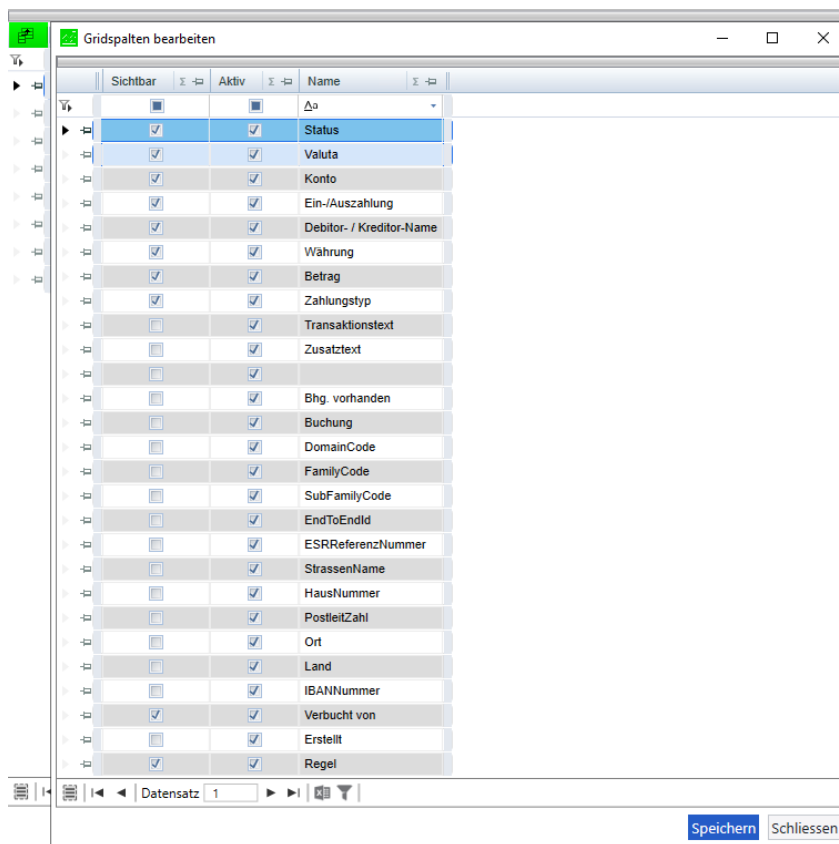 Gridspalten bearbeiten
Sichtbar Σ Aktiv Σ Name Σ
Aa
Status
Valuta
Konto
Ein-/Auszahlung
Debitor- / Kreditor-Name
Währung
Betrag
Zahlungstyp
Transaktionstext
Zusatztext
Bhg. vorhanden
Buchung
DomainCode
FamilyCode
SubFamilyCode
EndToEndId
ESRReferenzNummer
StrassenName
HausNummer
PostleitZahl
Ort
Land
IBANNummer
Verbucht von
Erstellt
Regel
Datensatz 1
Speichern Schliessen